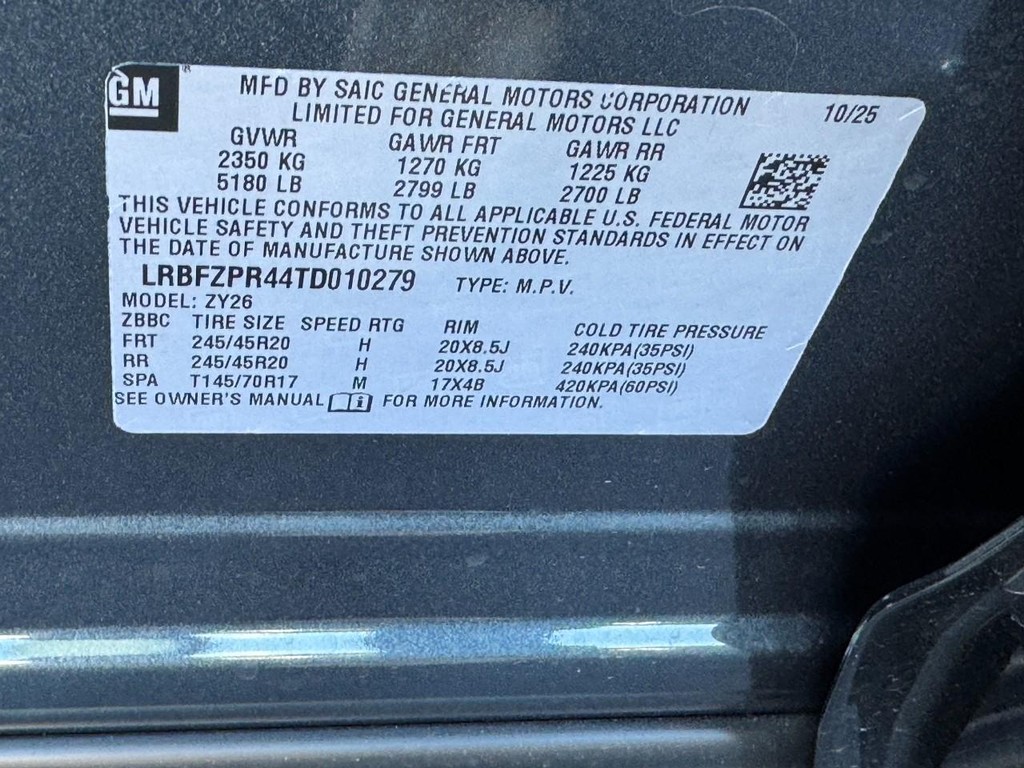 GM
MFD BY SAIC GENERAL MOTORS CORPORATION 10/25
LIMITED FOR GENERAL MOTORS LLC
GVWR GAWR FRT GAWR RR
2350 KG 1270 KG 1225 KG
5180 LB 2799 LB 2700 LB
THIS VEHICLE CONFORMS TO ALL APPLICABLE U.S. FEDERAL MOTOR
VEHICLE SAFETY AND THEFT PREVENTION STANDARDS IN EFFECT ON
THE DATE OF MANUFACTURE SHOWN ABOVE.
LRBFZPR44TD010279 TYPE: M.P.V.
MODEL: ZY26
ZBBC TIRE SIZE SPEED RTG RIM COLD TIRE PRESSURE
FRT 245/45R20 H 20X8.5J 240KPA(35PSI)
RR 245/45R20 H 20X8.5J 240KPA(35PSI)
SPA T145/70R17 M 17X4B 420KPA(60PSI)
SEE OWNER'S MANUAL i FOR MORE INFORMATION.